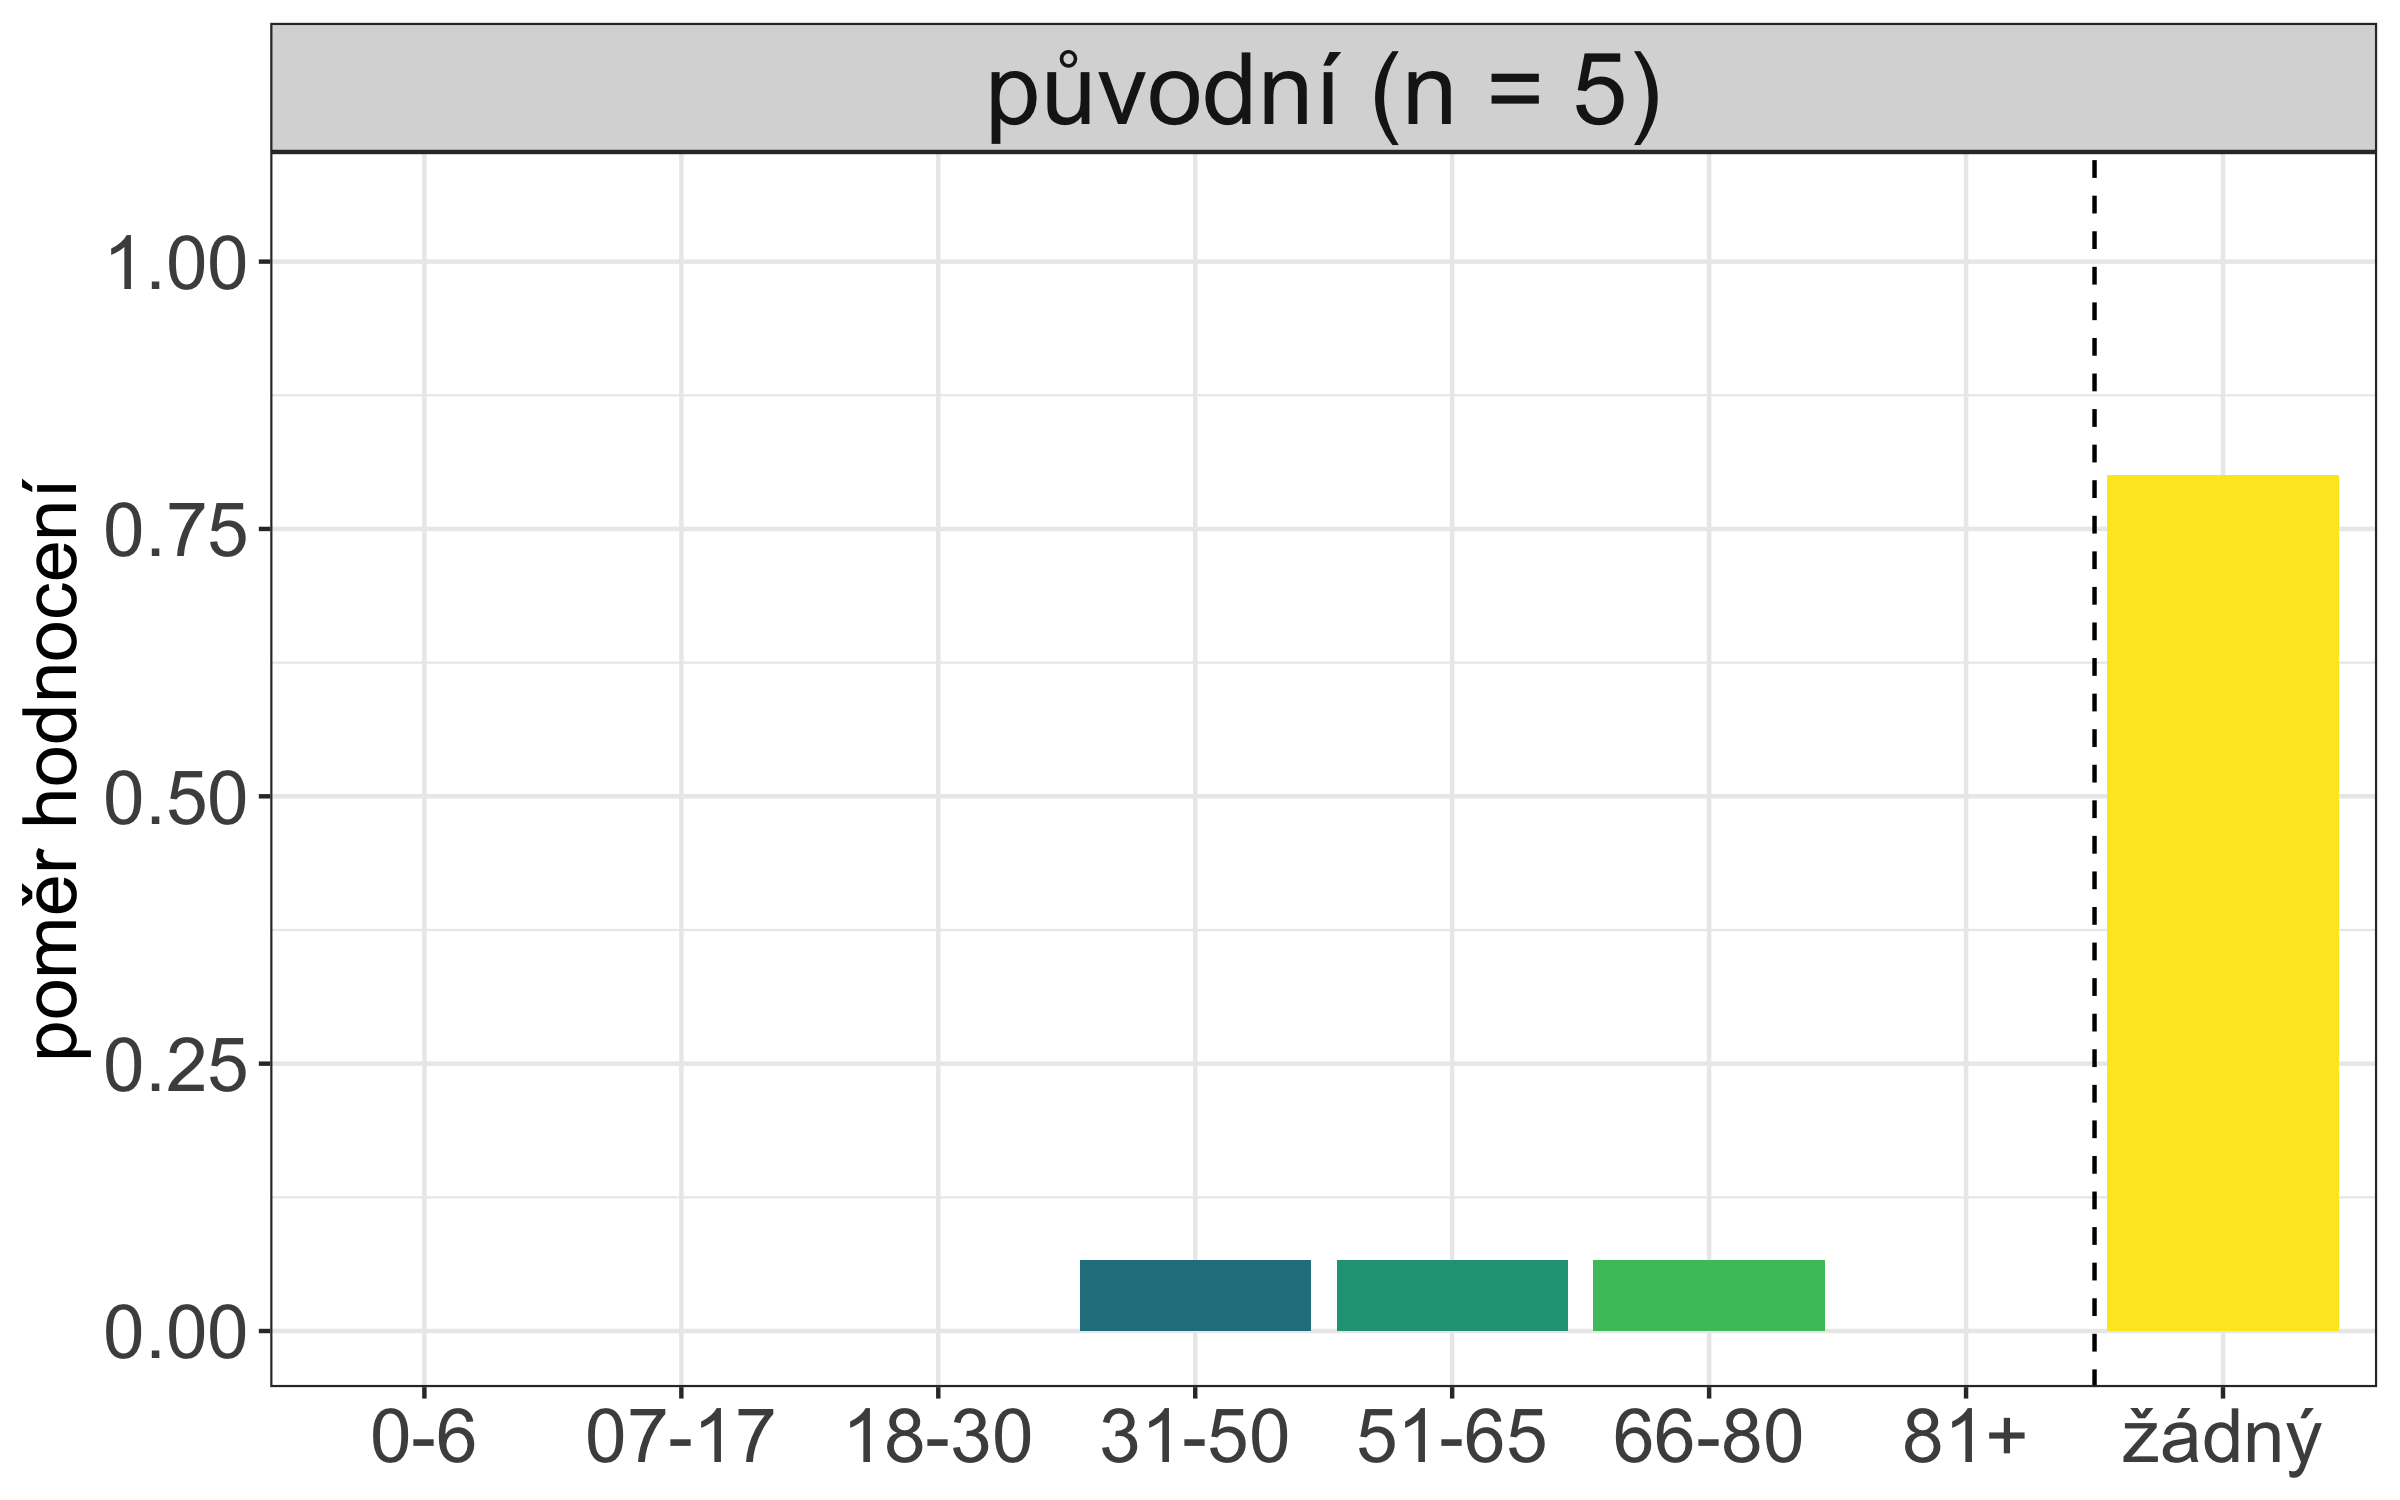 původní (n = 5)
poměr hodnocení
1.00
0.75
0.50
0.25
0.00
0-6 07-17 18-30 31-50 51-65 66-80 81+ žádný